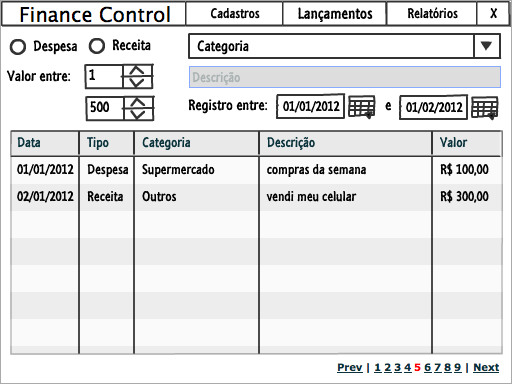 Finance Control Cadastros Lançamentos Relatórios X
Despesa Receita Categoria
Valor entre: 1 Descrição
500 Registro entre: 01/01/2012 e 01/02/2012
Data Tipo Categoria Descrição Valor
01/01/2012 Despesa Supermercado compras da semana R$ 100,00
02/01/2012 Receita Outros vendi meu celular R$ 300,00
Prev | 1 2 3 4 5 6 7 8 9 | Next